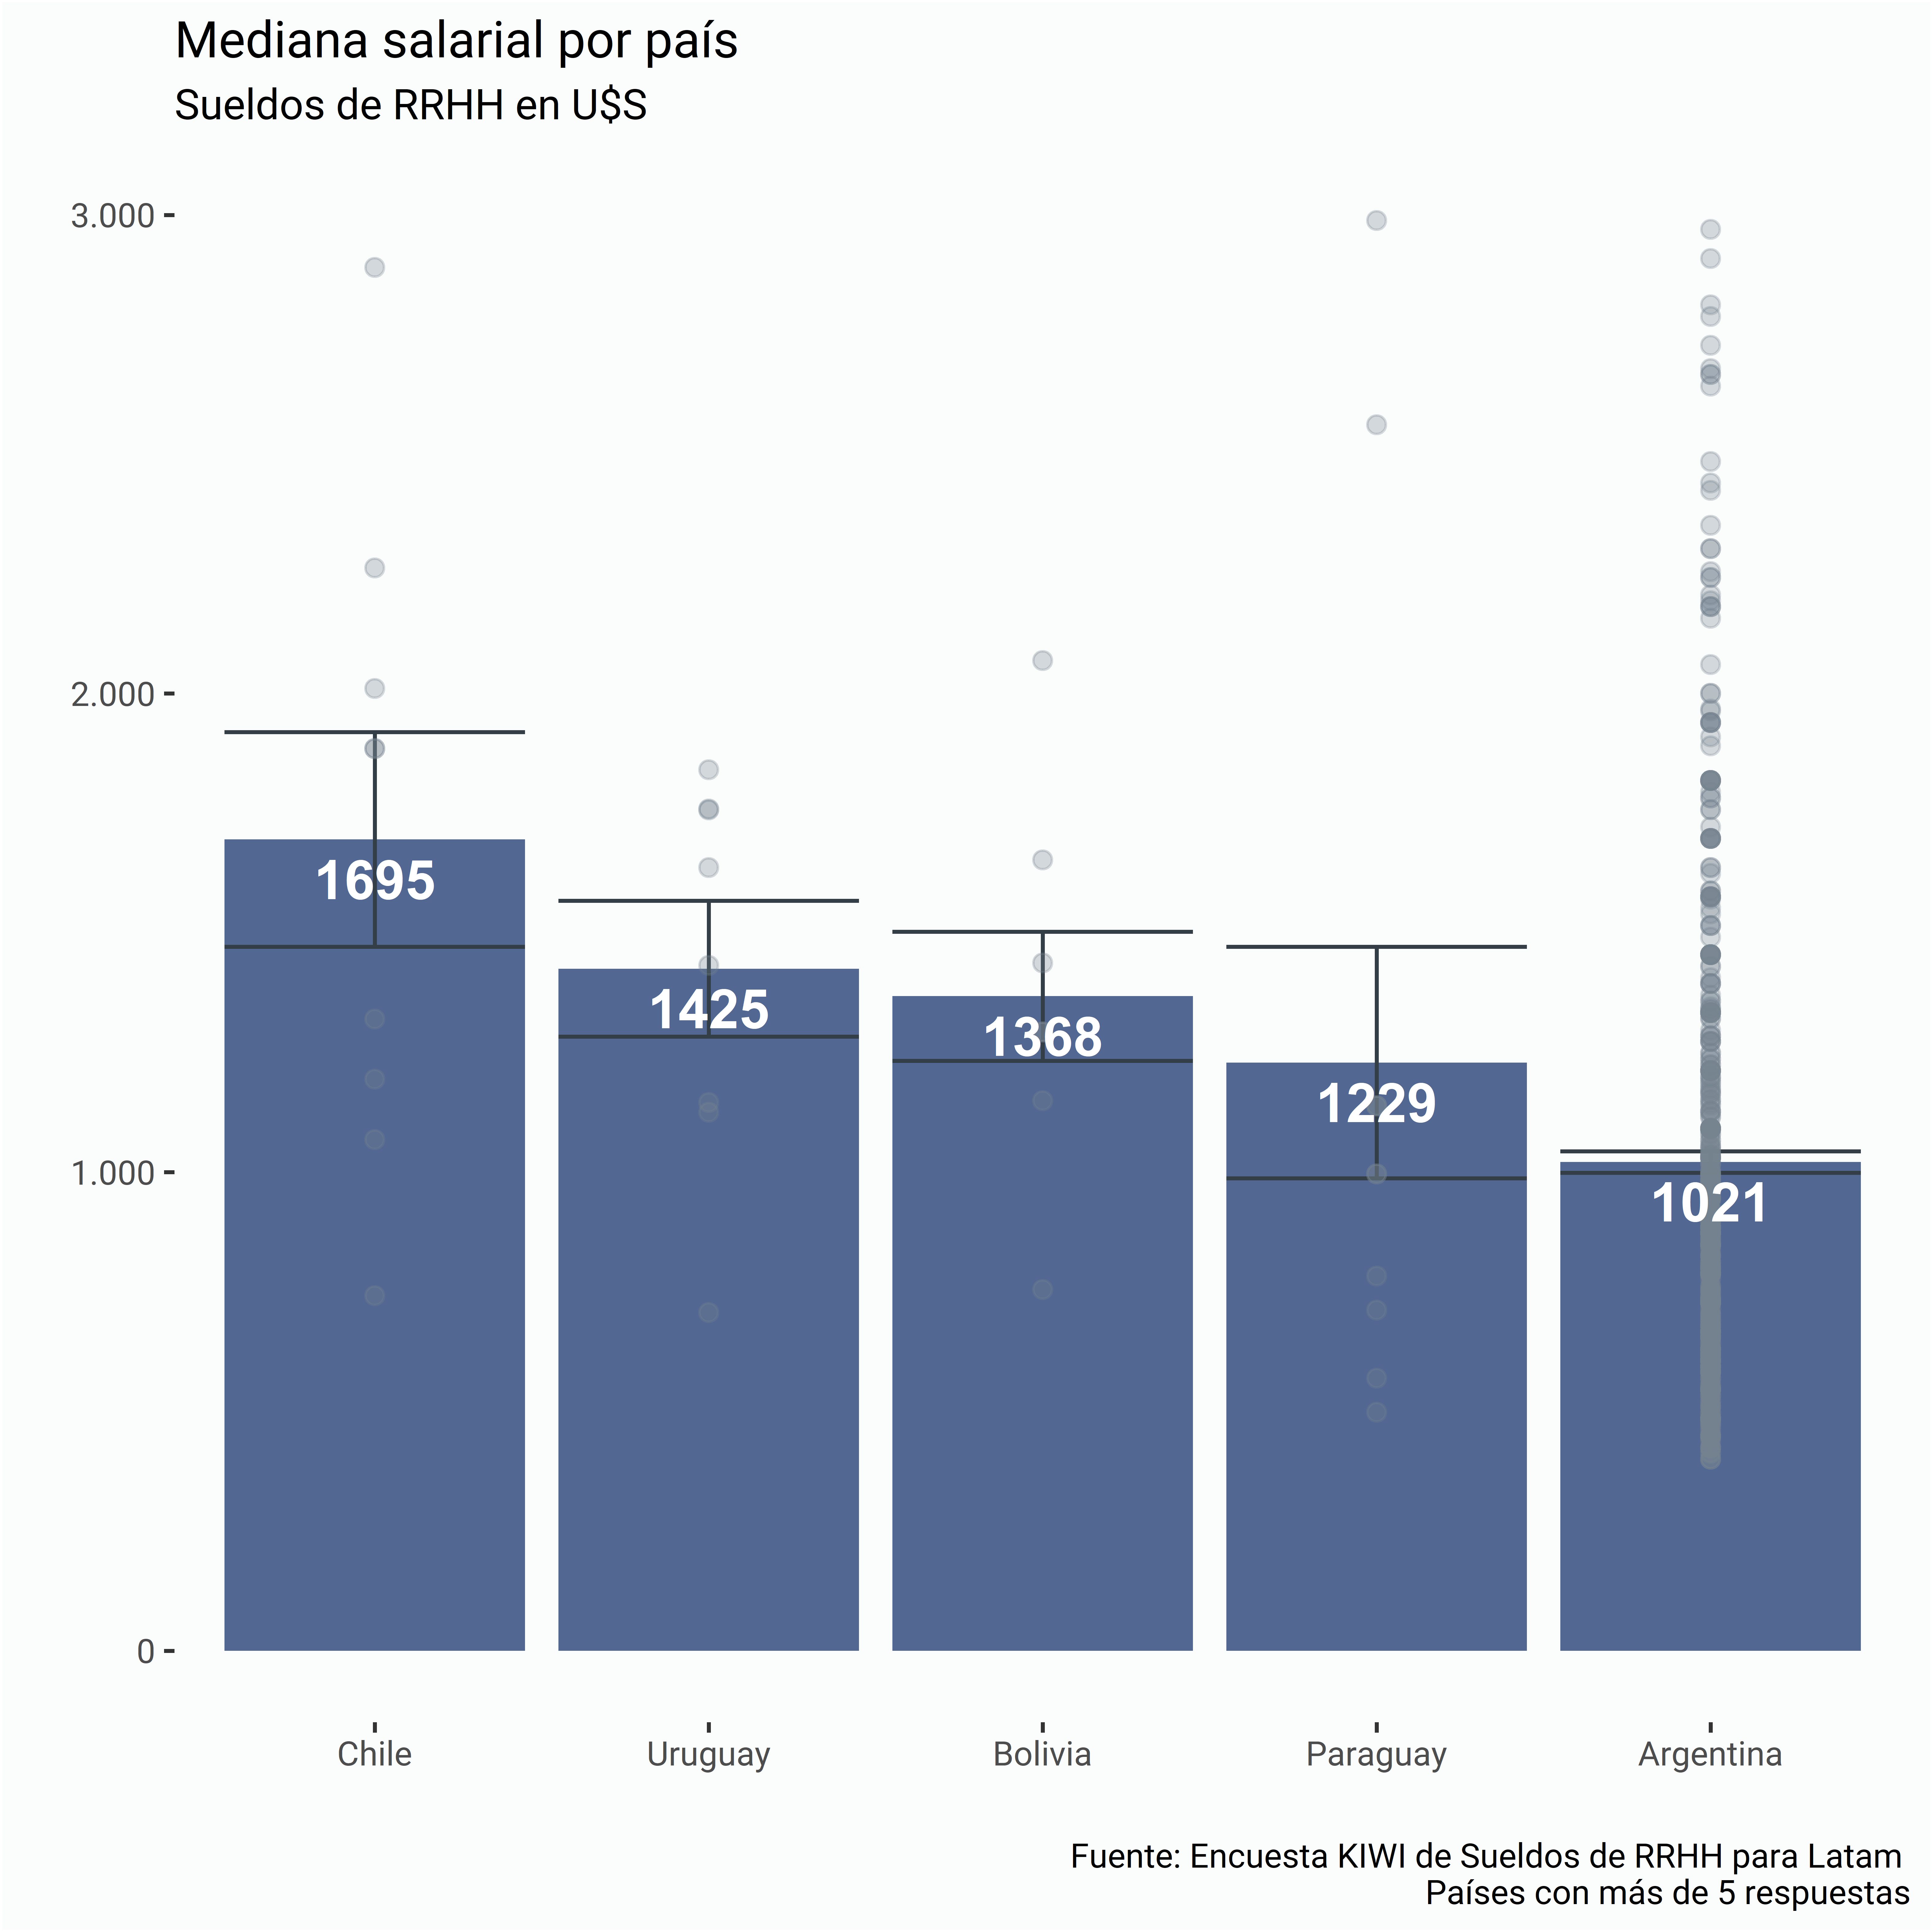 Mediana salarial por país
Sueldos de RRHH en U$S
3.000
2.000
1.000
0
1695
1425
1368
1229
1021
Chile
Uruguay
Bolivia
Paraguay
Argentina
Fuente: Encuesta KIWI de Sueldos de RRHH para Latam
Países con más de 5 respuestas